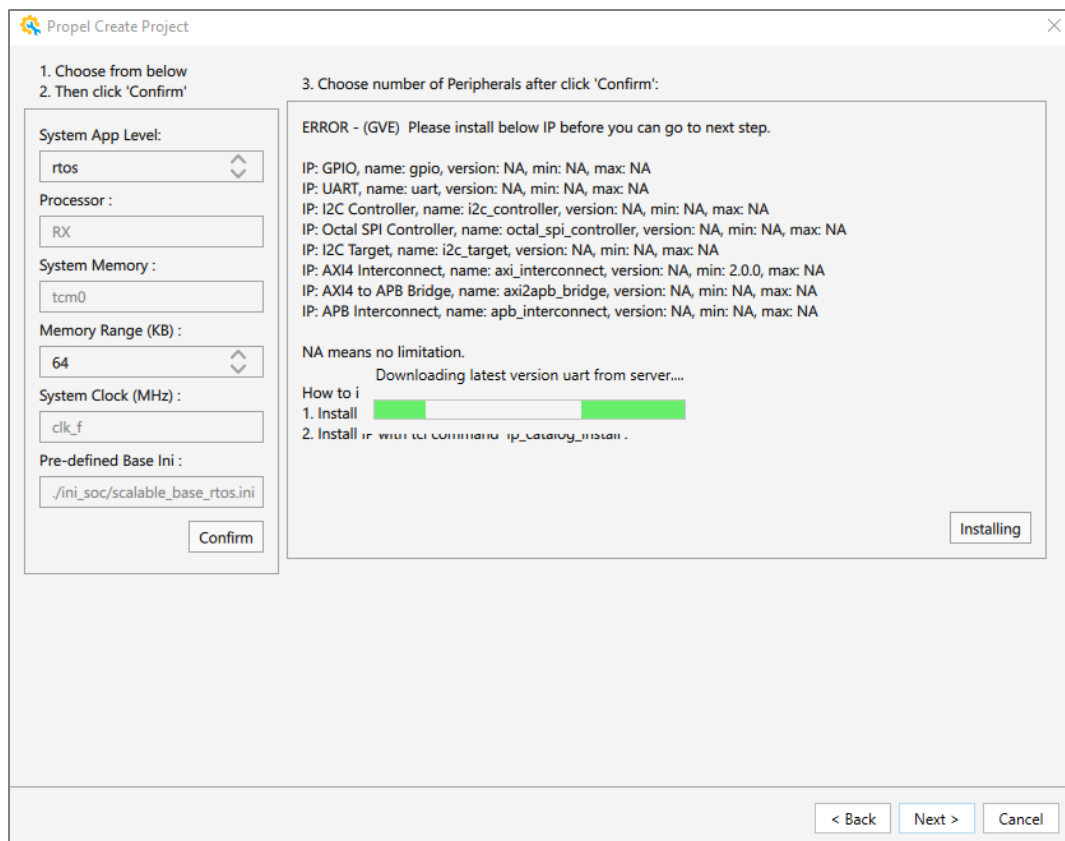 Propel Create Project
1. Choose from below
2. Then click 'Confirm'
System App Level:
rtos
Processor :
RX
System Memory :
tcm0
Memory Range (KB) :
64
System Clock (MHz) :
clk_f
Pre-defined Base Ini :
./ini_soc/scalable_base_rtos.ini
Confirm
3. Choose number of Peripherals after click 'Confirm':
ERROR - (GVE) Please install below IP before you can go to next step.
IP: GPIO, name: gpio, version: NA, min: NA, max: NA
IP: UART, name: uart, version: NA, min: NA, max: NA
IP: I2C Controller, name: i2c_controller, version: NA, min: NA, max: NA
IP: Octal SPI Controller, name: octal_spi_controller, version: NA, min: NA, max: NA
IP: I2C Target, name: i2c_target, version: NA, min: NA, max: NA
IP: AXI4 Interconnect, name: axi_interconnect, version: NA, min: 2.0.0, max: NA
IP: AXI4 to APB Bridge, name: axi2apb_bridge, version: NA, min: NA, max: NA
IP: APB Interconnect, name: apb_interconnect, version: NA, min: NA, max: NA
NA means no limitation.
Downloading latest version uart from server....
How to i
1. Install
2. Install IP with tcl command 'ip_catalog_install'.
Installing
< Back
Next >
Cancel